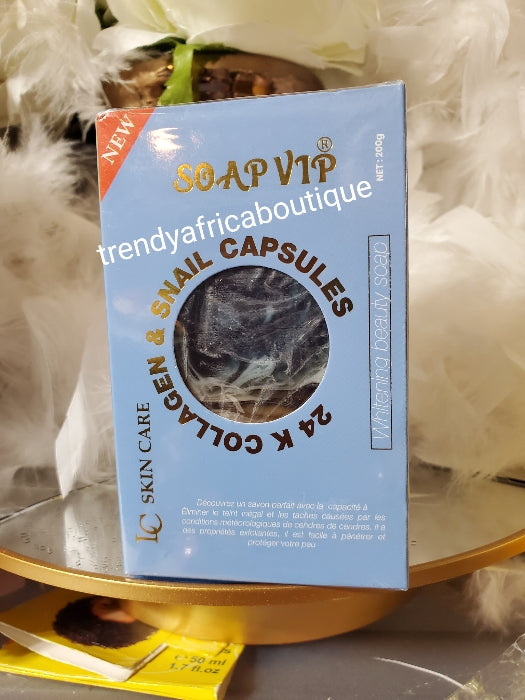 NEW
SOAP VIP®
NET : 200g
trendyafricaboutique
24 K COLLAGEN & SNAIL CAPSULES
Whitening beauty soap
LC SKIN CARE
Découvrez un savon parfait avec la capacité à
Éliminer le teint inégal et les taches causées par les
conditions météorologiques de cendres de cendres, il a
des propriétés exfoliantes, il est facile à pénétrer et
protéger votre peu
℮ 50 ml
1.7 fl.oz